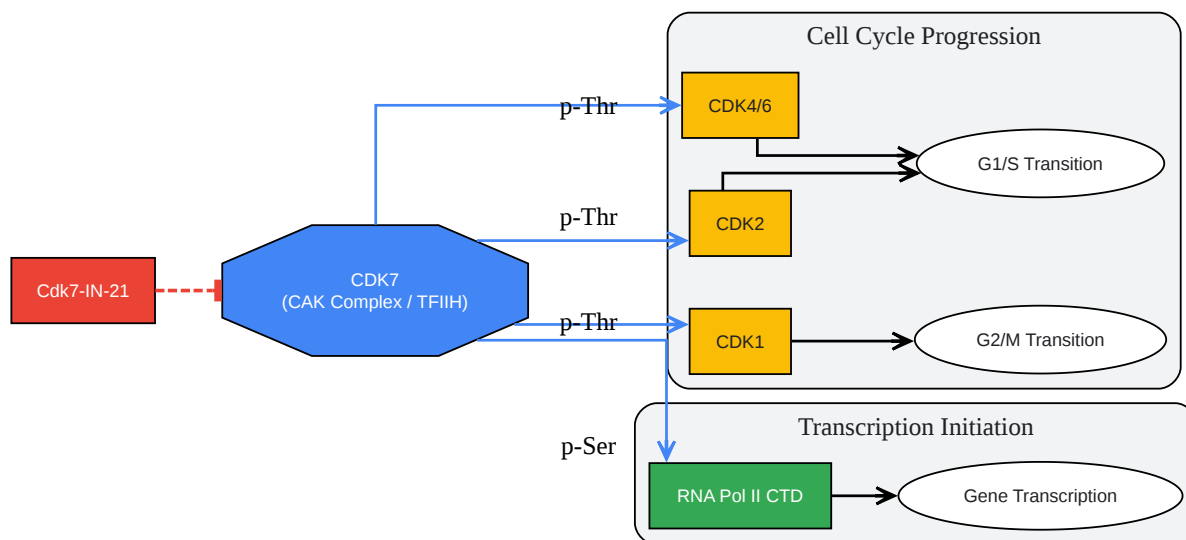 Cell Cycle Progression
p-Thr
CDK4/6
G1/S Transition
p-Thr
CDK2
Cdk7-IN-21
CDK7
(CAK Complex / TFIIH)
p-Thr
CDK1
G2/M Transition
Transcription Initiation
p-Ser
RNA Pol II CTD
Gene Transcription